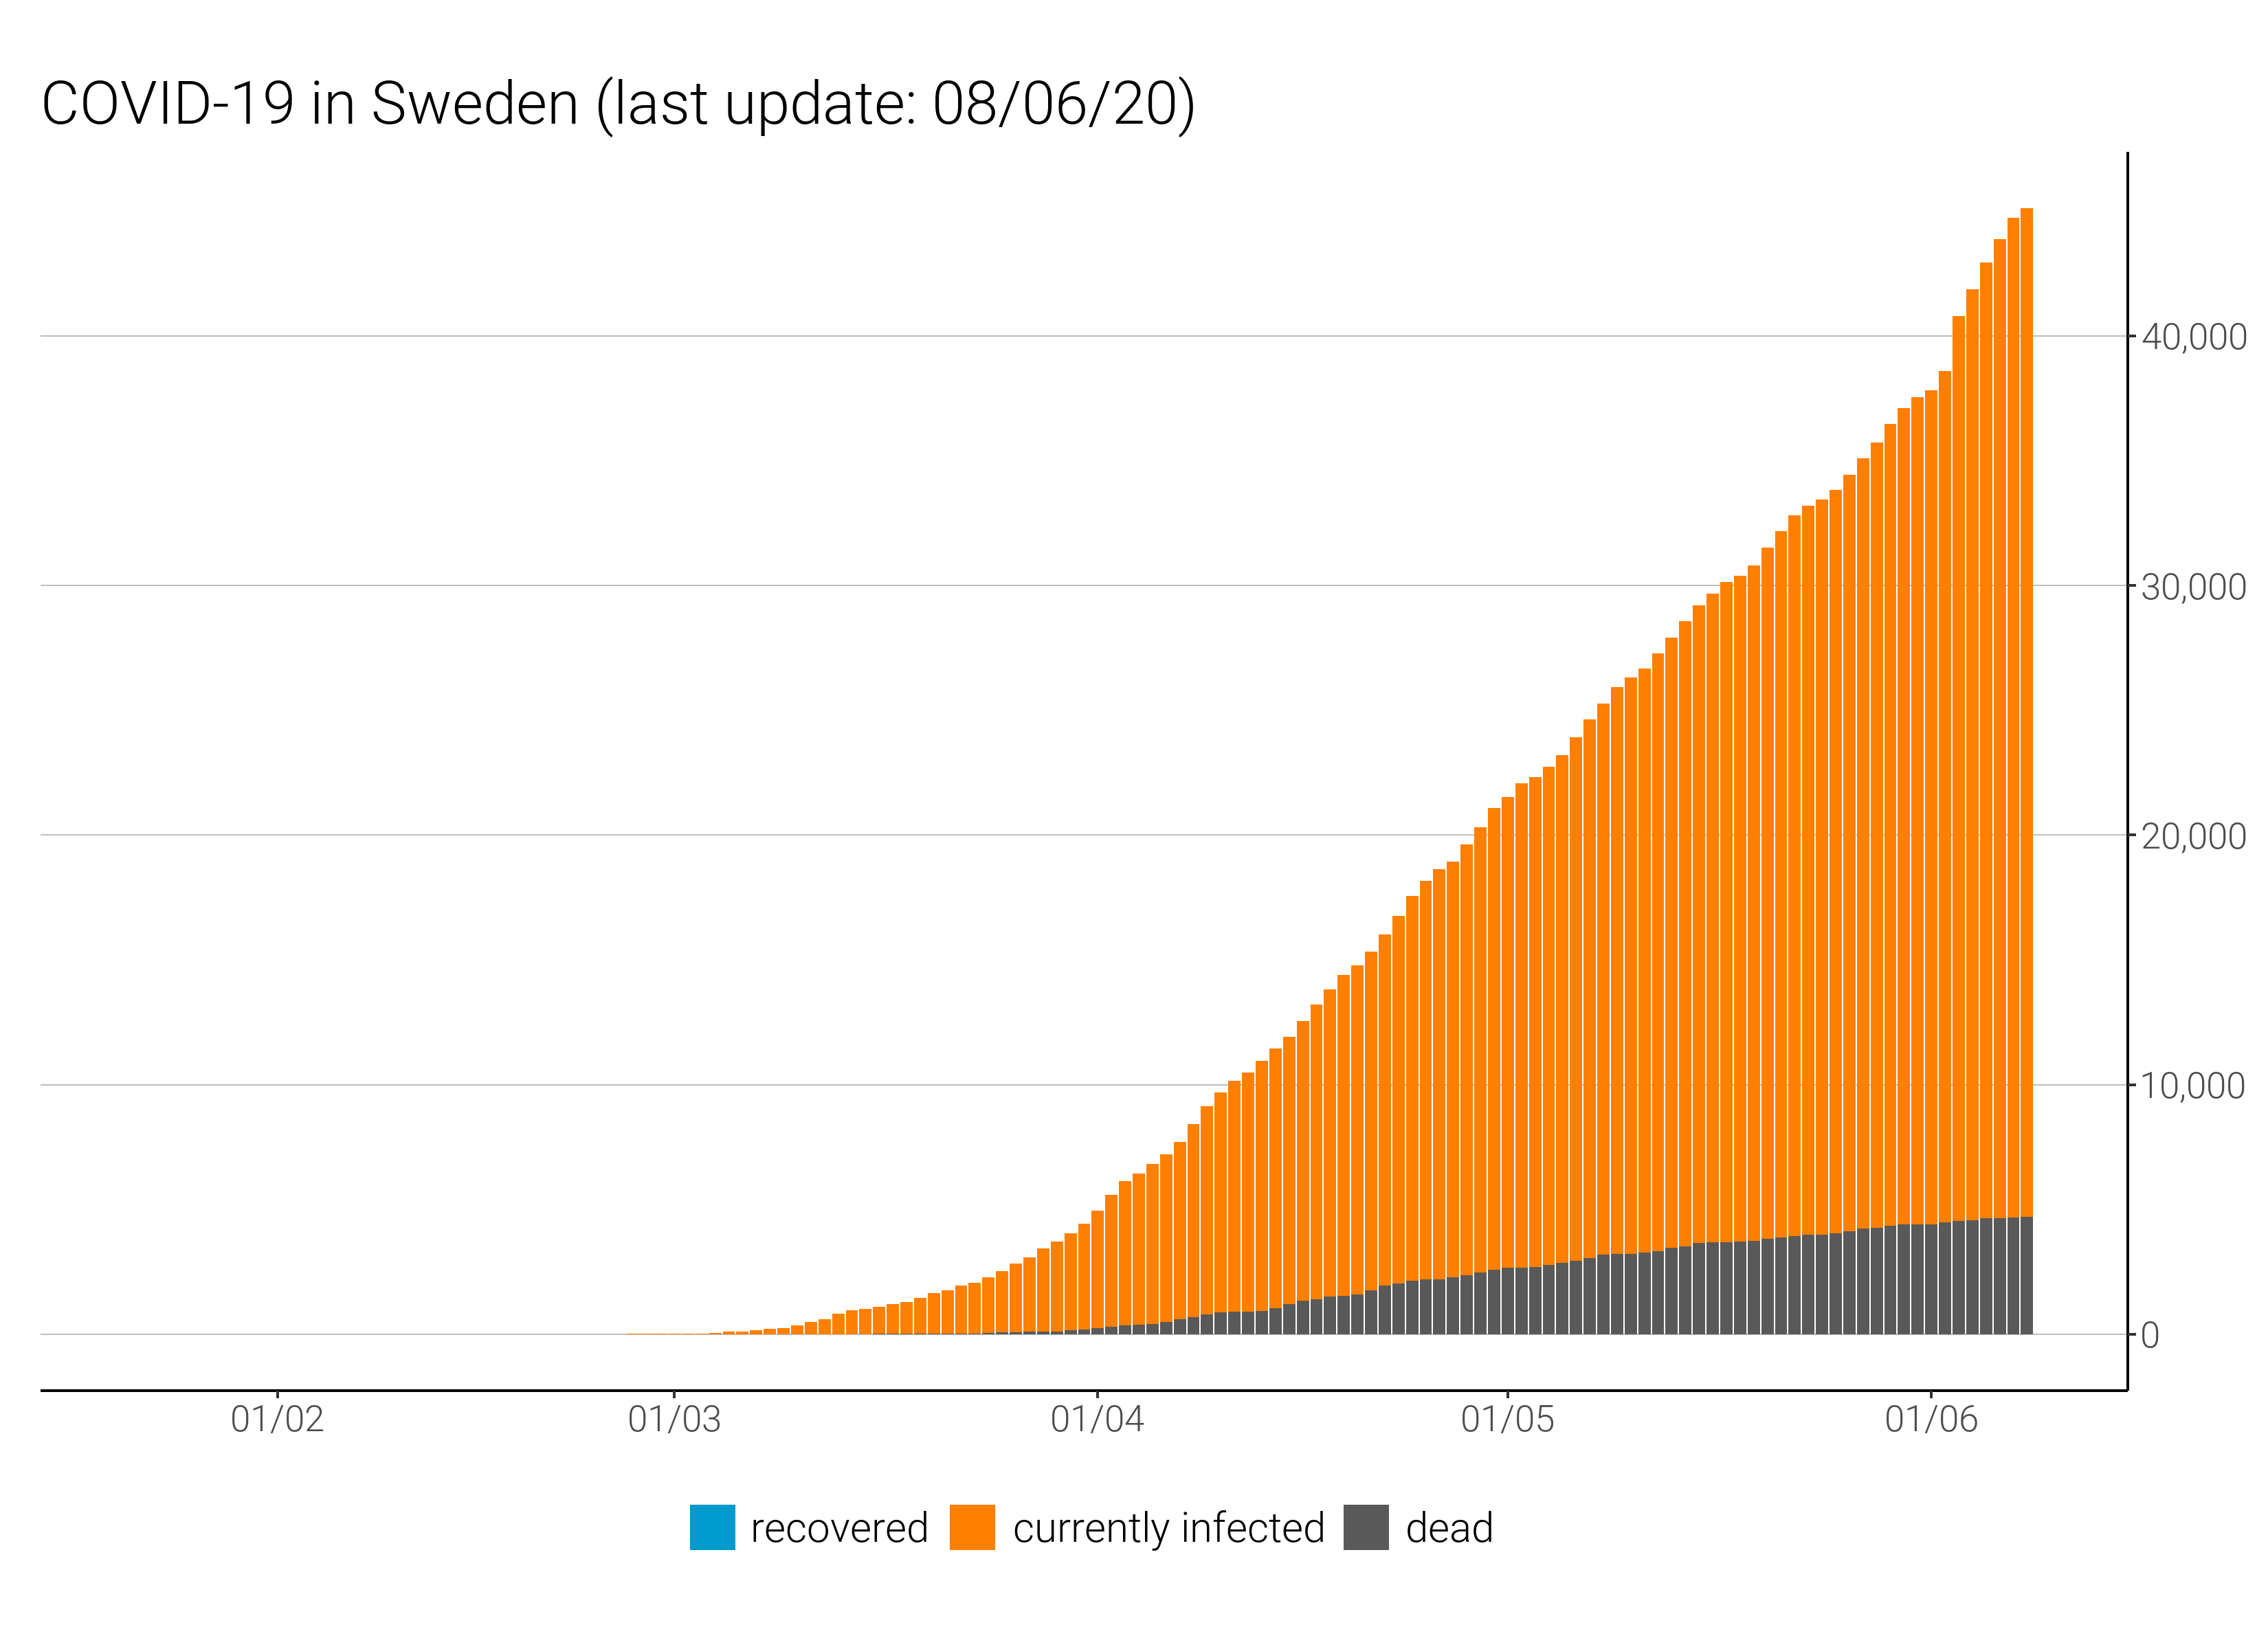 COVID-19 in Sweden (last update: 08/06/20)
40,000
30,000
20,000
10,000
0
01/02 01/03 01/04 01/05 01/06
recovered currently infected dead